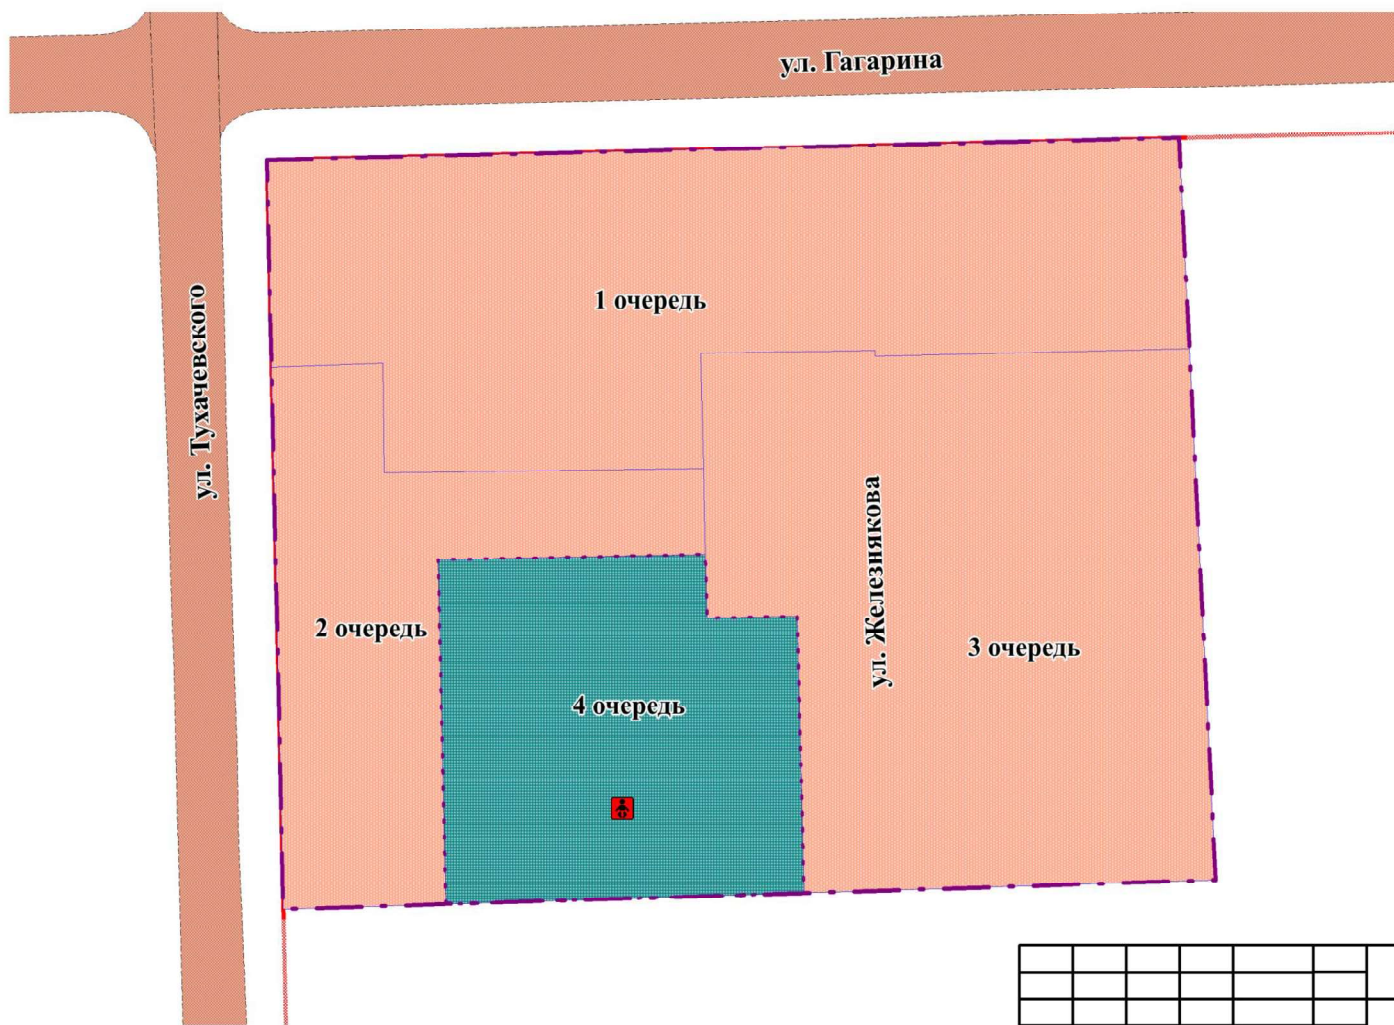 ул. Гагарина
1 очередь
ул. Тухачевского
ул. Железнякова
2 очередь
3 очередь
4 очередь